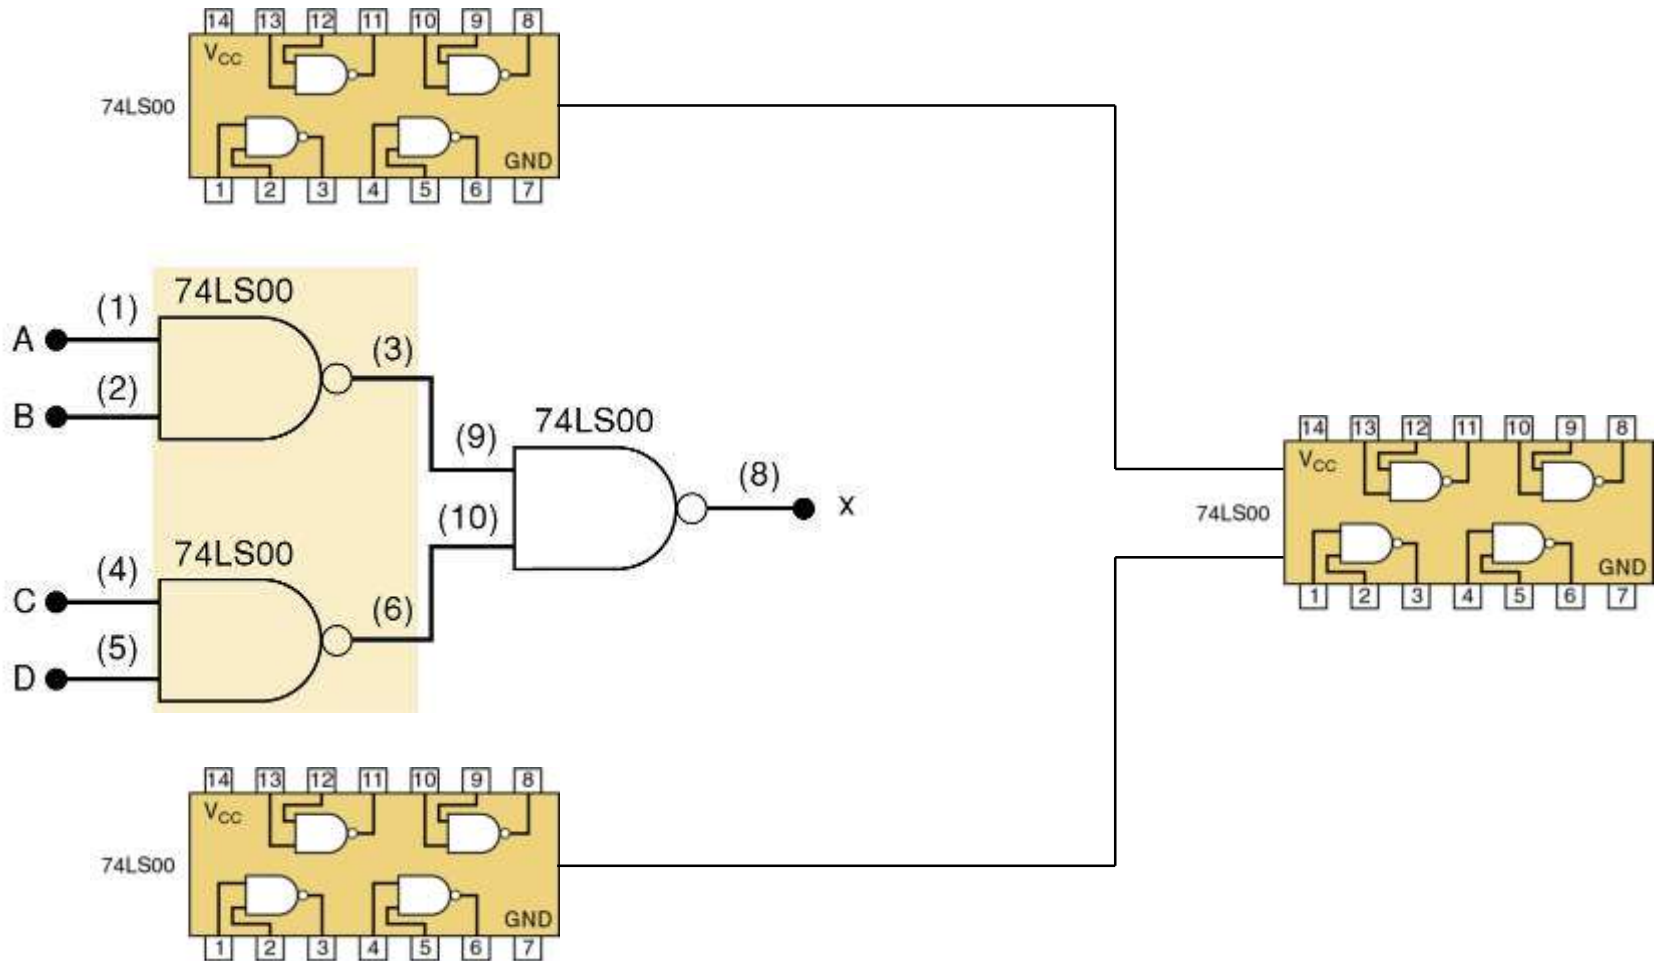 14 13 12 11 10 9 8
VCC
74LS00
GND
1 2 3 4 5 6 7
74LS00
A (1)
(3)
B (2)
74LS00
(9)
(8)
x
(10)
74LS00
C (4)
(6)
D (5)
14 13 12 11 10 9 8
VCC
74LS00
GND
1 2 3 4 5 6 7
14 13 12 11 10 9 8
VCC
74LS00
GND
1 2 3 4 5 6 7